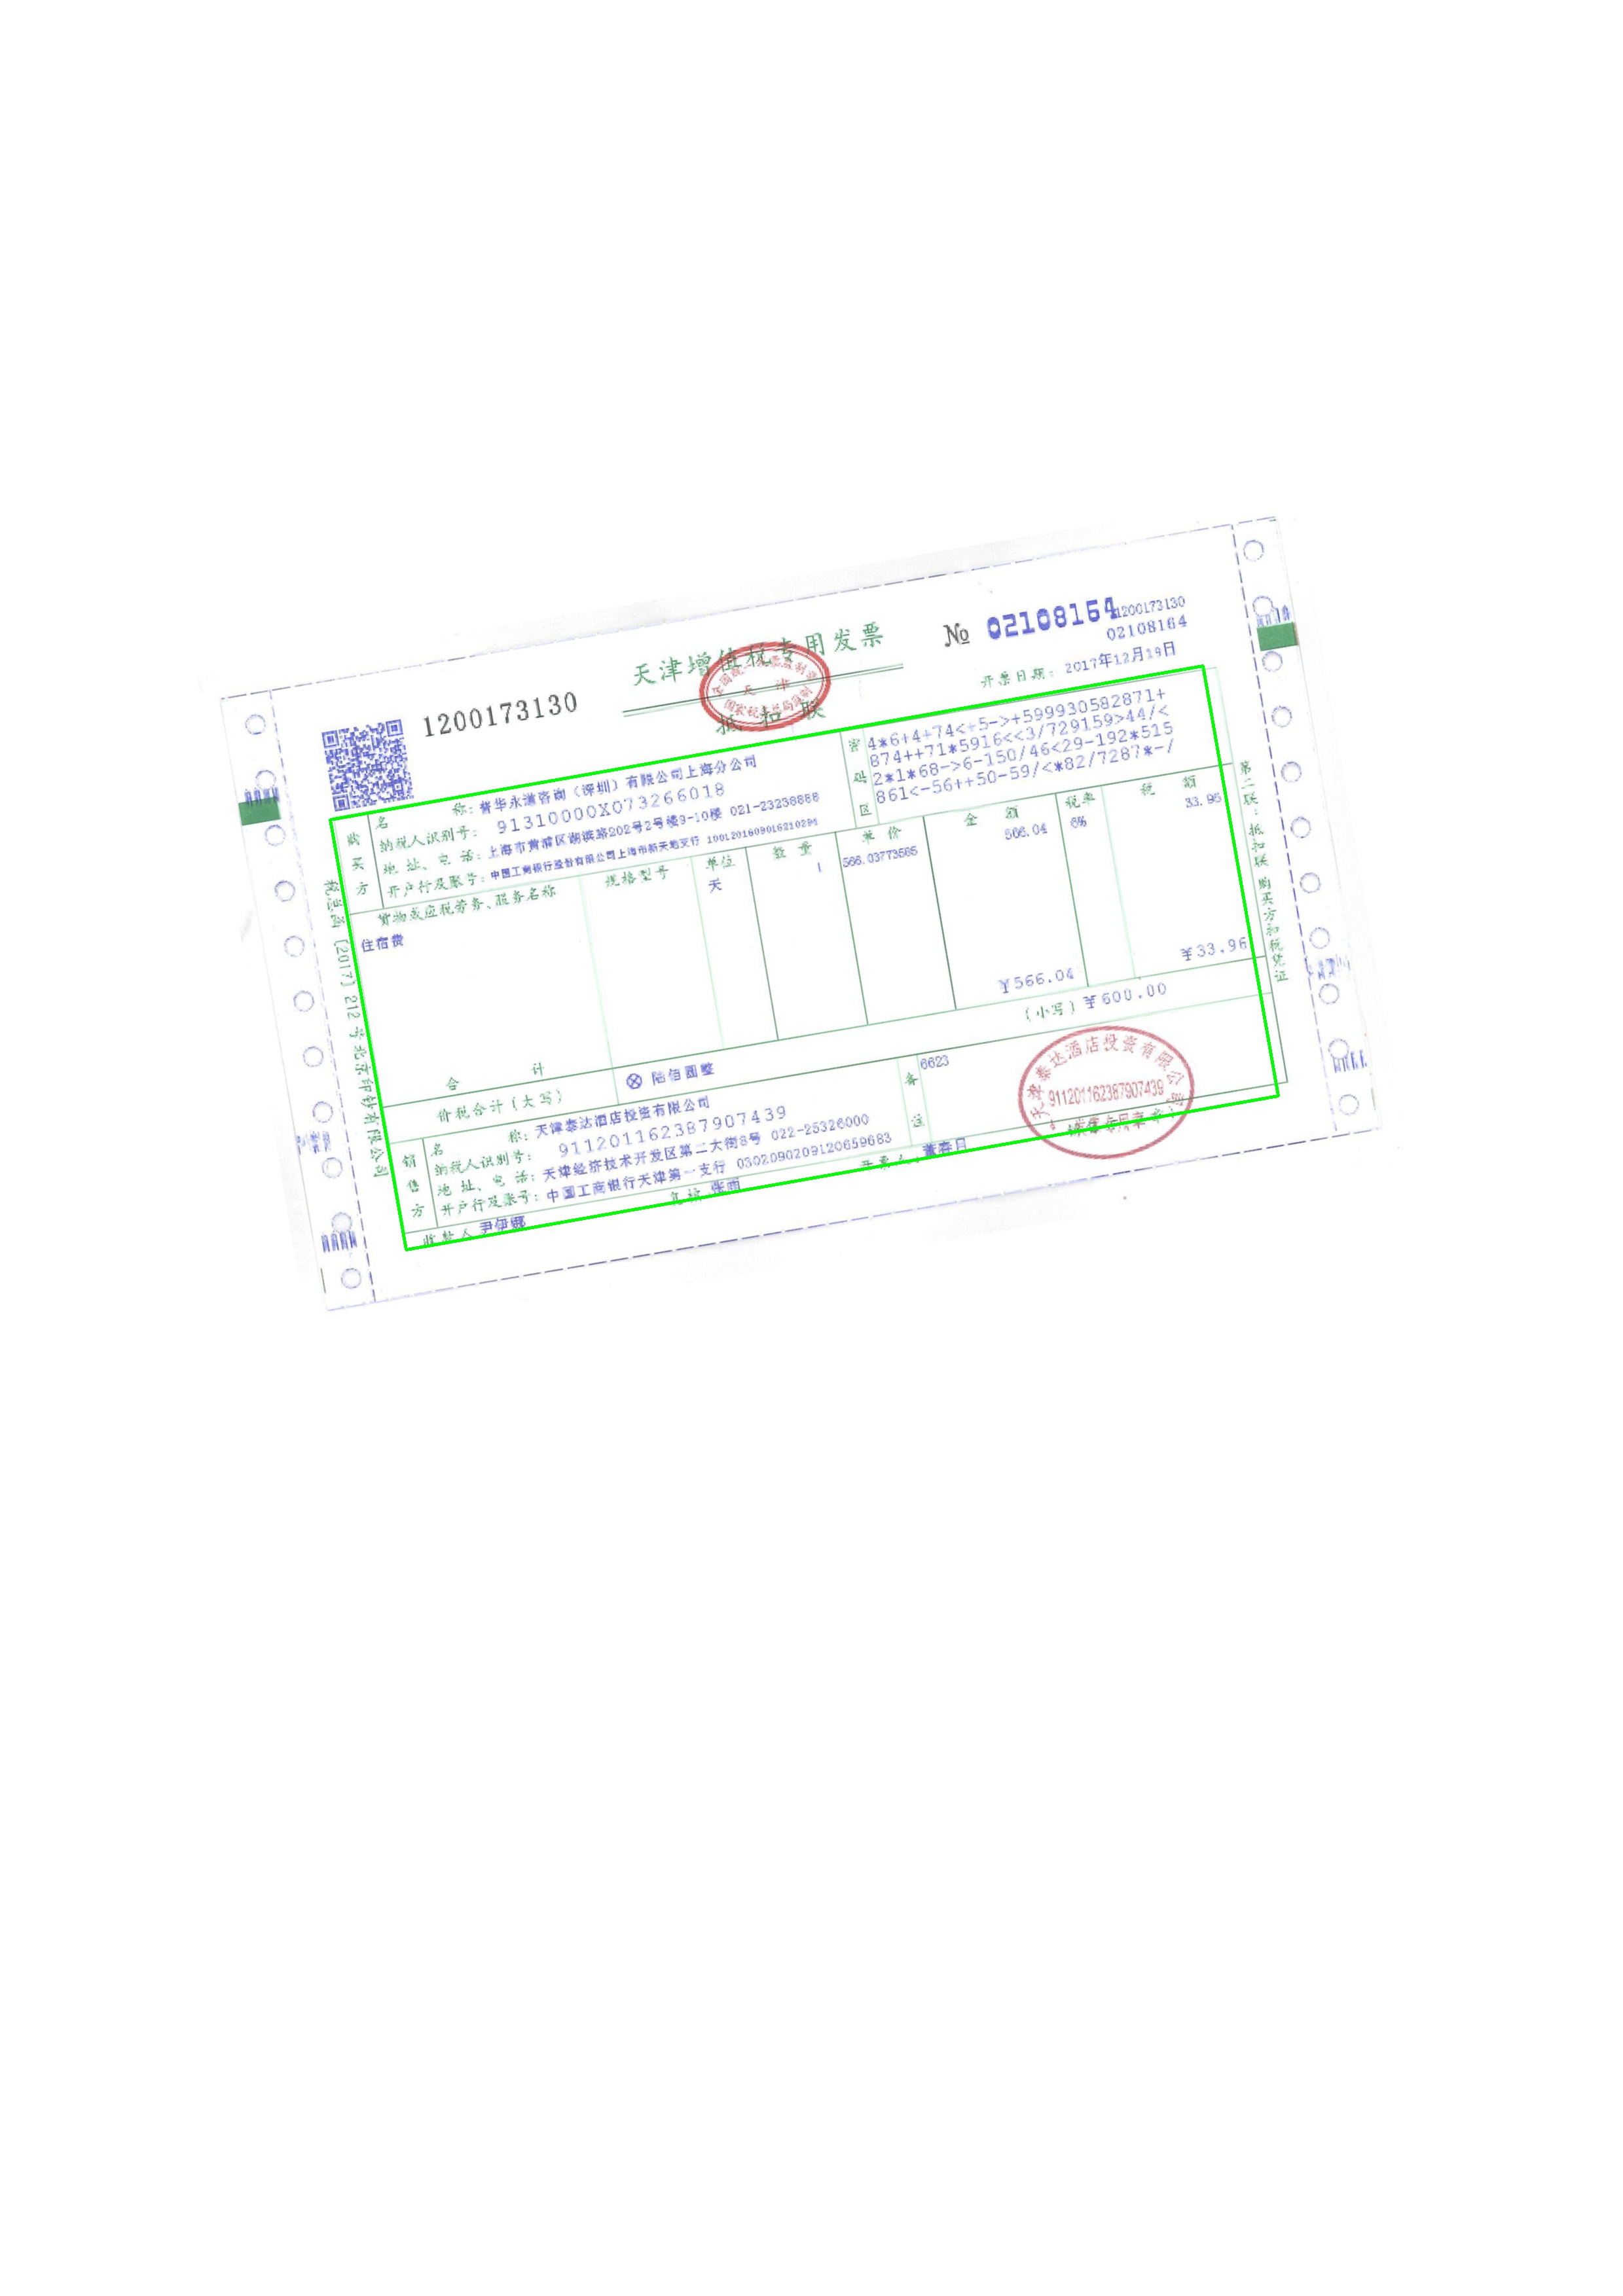 天津增值税专用发票
抵扣联
1200173130
№ 02108164
1200173130
02108164
开票日期: 2017年12月19日
全国统一发票监制章
天津
国家税务总局监制
购买方
名称: 普华永道咨询(深圳)有限公司上海分公司
纳税人识别号: 91310000X073266018
地址、电话: 上海市黄浦区湖滨路202号2号楼9-10楼 021-23238888
开户行及账号: 中国工商银行股份有限公司上海市新天地支行 1001201609016210294
密码区
4*6+4+74<+5->+599930582871+
874++71*5916<<3/729159>44/<
2*1*68->6-150/46<29-192*515
861<-56++50-59/<*82/7287*-/
货物或应税劳务、服务名称 规格型号 单位 数量 单价 金额 税率 税额
住宿费 天 1 566.03773585 566.04 6% 33.96
合计 ¥566.04 ¥33.96
价税合计(大写) ⊗ 陆佰圆整 (小写) ¥600.00
销售方
名称: 天津泰达酒店投资有限公司
纳税人识别号: 911201162387907439
地址、电话: 天津经济技术开发区第二大街8号 022-25326000
开户行及账号: 中国工商银行天津第一支行 0302090209120659683
备注
6623
天津泰达酒店投资有限公司
911201162387907439
发票专用章
收款人 尹伊娜 复核 张雨 开票人:
税总函〔2017〕212号北京印钞有限公司
第二联:抵扣联 购买方扣税凭证